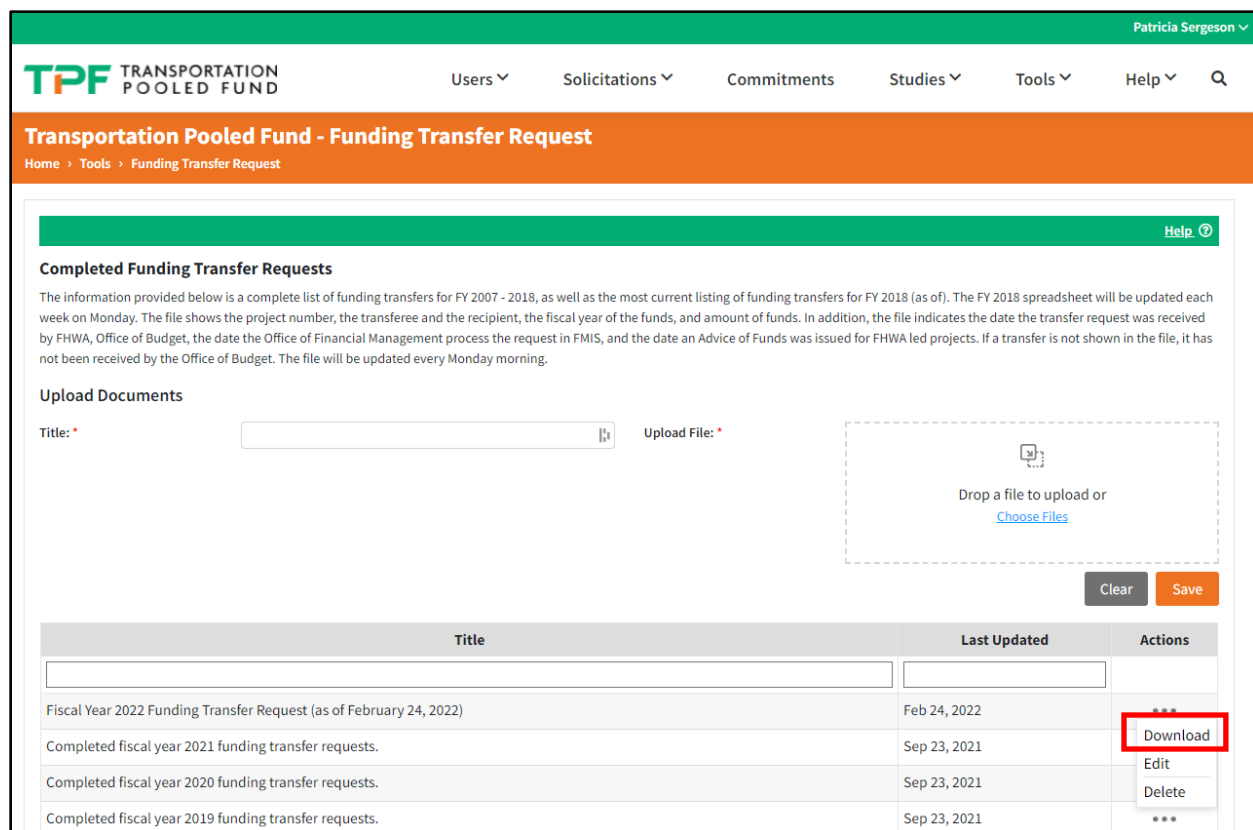 Patricia Sergeson
TPF TRANSPORTATION POOLED FUND
Users Solicitations Commitments Studies Tools Help
Transportation Pooled Fund - Funding Transfer Request
Home › Tools › Funding Transfer Request
Help
Completed Funding Transfer Requests
The information provided below is a complete list of funding transfers for FY 2007 - 2018, as well as the most current listing of funding transfers for FY 2018 (as of). The FY 2018 spreadsheet will be updated each
week on Monday. The file shows the project number, the transferee and the recipient, the fiscal year of the funds, and amount of funds. In addition, the file indicates the date the transfer request was received
by FHWA, Office of Budget, the date the Office of Financial Management process the request in FMIS, and the date an Advice of Funds was issued for FHWA led projects. If a transfer is not shown in the file, it has
not been received by the Office of Budget. The file will be updated every Monday morning.
Upload Documents
Title: * Upload File: *
Drop a file to upload or
Choose Files
Clear Save
Title Last Updated Actions
Fiscal Year 2022 Funding Transfer Request (as of February 24, 2022) Feb 24, 2022
Download
Completed fiscal year 2021 funding transfer requests. Sep 23, 2021
Edit
Completed fiscal year 2020 funding transfer requests. Sep 23, 2021
Delete
Completed fiscal year 2019 funding transfer requests. Sep 23, 2021